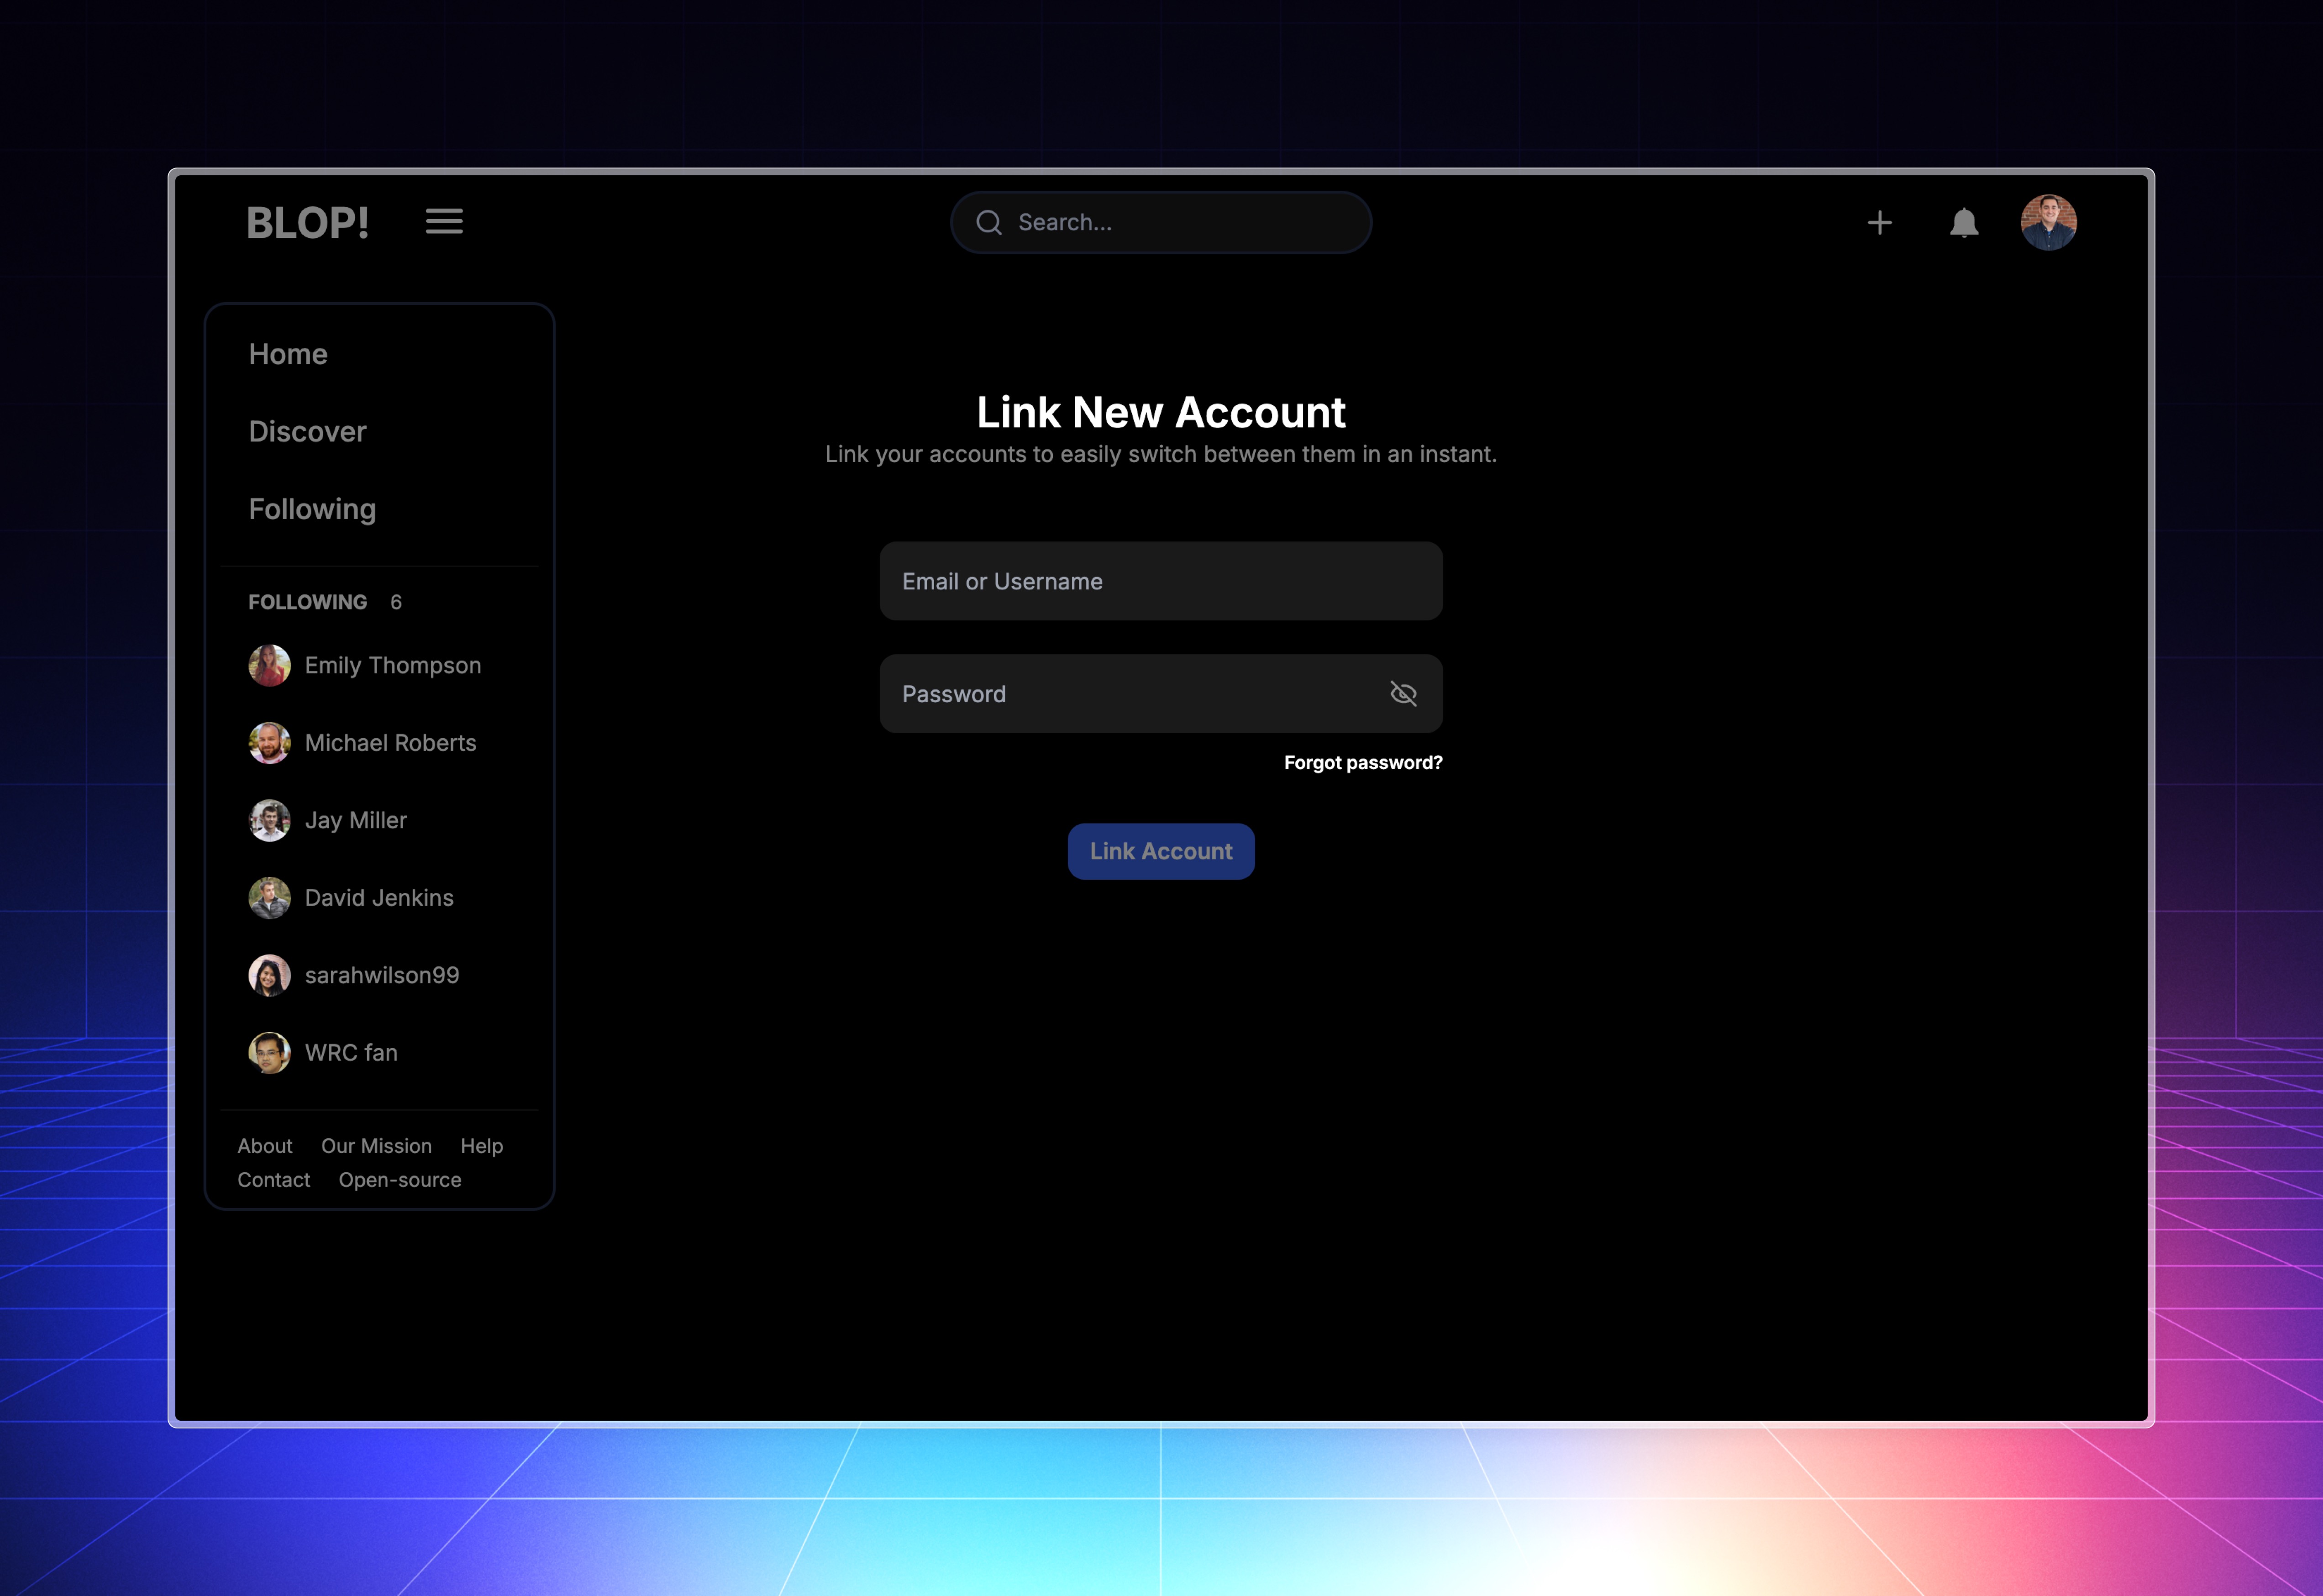 BLOP!
Search...
Home
Discover
Following
FOLLOWING 6
Emily Thompson
Michael Roberts
Jay Miller
David Jenkins
sarahwilson99
WRC fan
About Our Mission Help
Contact Open-source
Link New Account
Link your accounts to easily switch between them in an instant.
Email or Username
Password
Forgot password?
Link Account